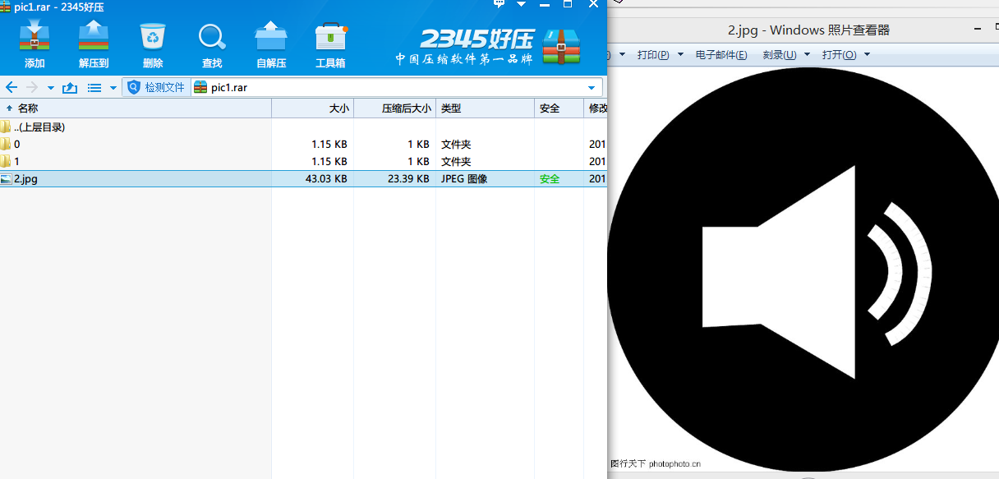 pic1.rar - 2345好压
添加 解压到 删除 查找 自解压 工具箱
2345好压
中国压缩软件第一品牌
检测文件 pic1.rar
名称 大小 压缩后大小 类型 安全 修改
..(上层目录)
0 1.15 KB 1 KB 文件夹 201
1 1.15 KB 1 KB 文件夹 201
2.jpg 43.03 KB 23.39 KB JPEG 图像 安全 201
2.jpg - Windows 照片查看器
打印(P) 电子邮件(E) 刻录(U) 打开(O)
图行天下 photophoto.cn